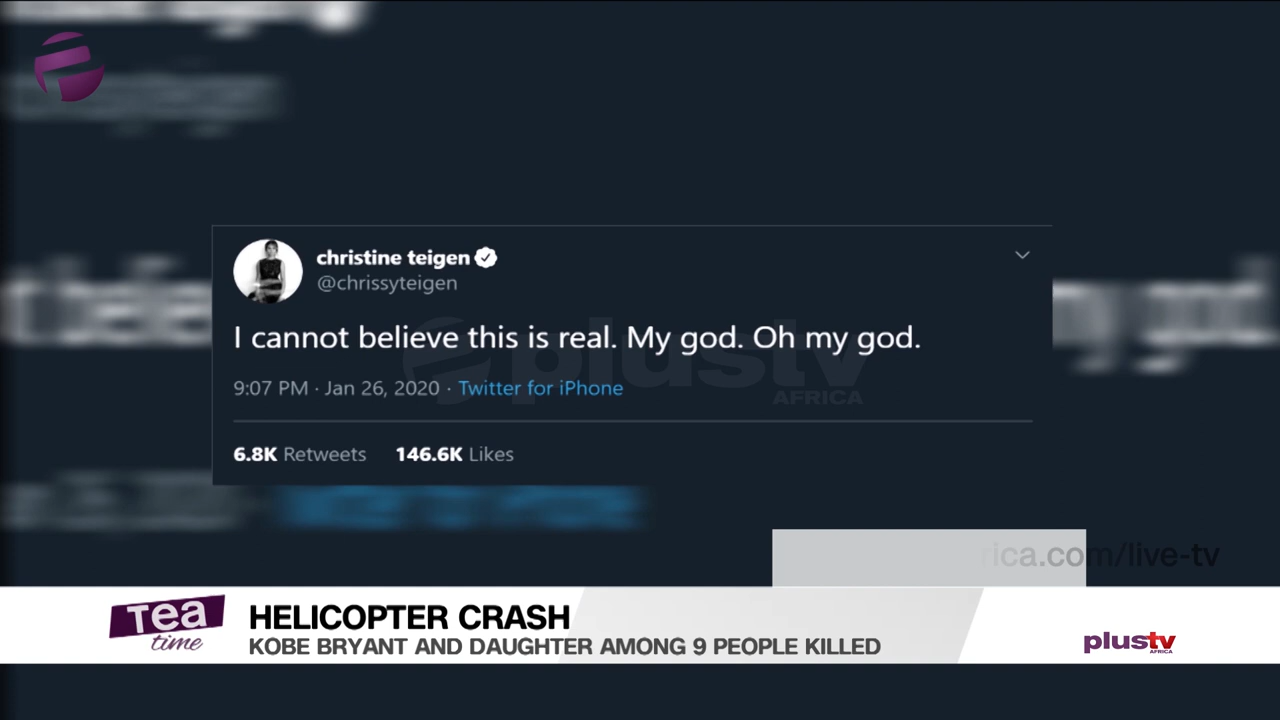 christine teigen
@chrissyteigen
I cannot believe this is real. My god. Oh my god.
9:07 PM · Jan 26, 2020 · Twitter for iPhone
6.8K Retweets 146.6K Likes
plustv
AFRICA
rica.com/live-tv
Tea
time
HELICOPTER CRASH
KOBE BRYANT AND DAUGHTER AMONG 9 PEOPLE KILLED
plustv
AFRICA